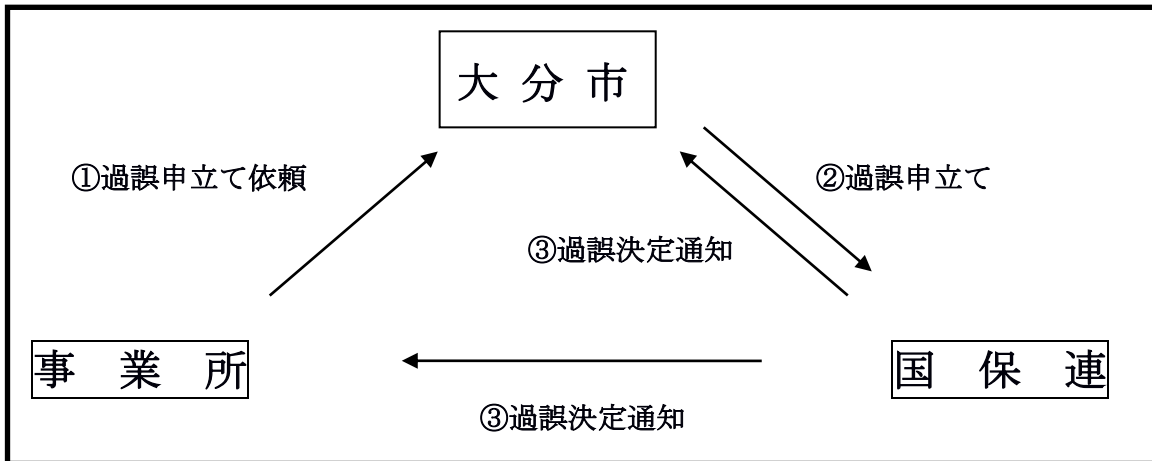 大 分 市
①過誤申立て依頼
②過誤申立て
③過誤決定通知
事 業 所
国 保 連
③過誤決定通知